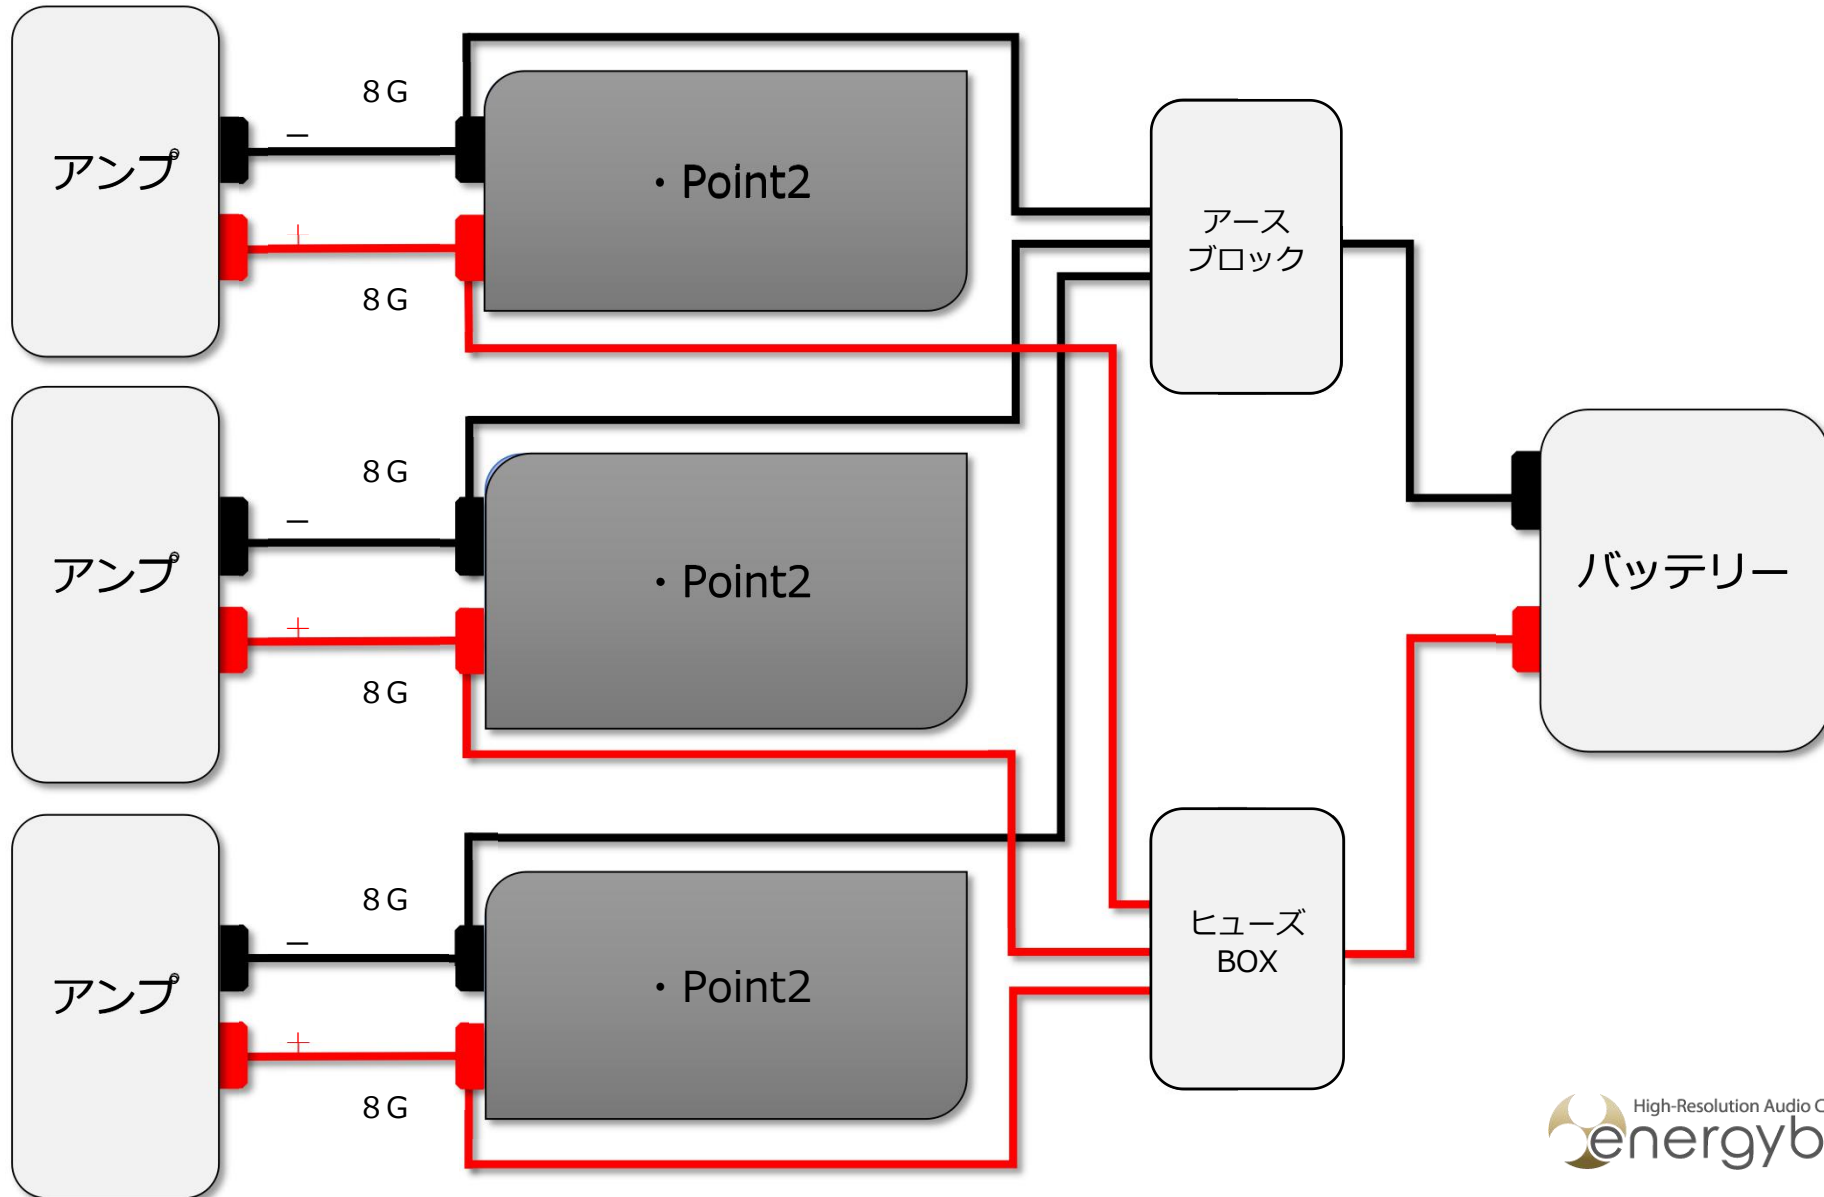 アンプ
8G
−
+
8G
・Point2
アース
ブロック
アンプ
8G
−
+
8G
・Point2
バッテリー
アンプ
8G
−
+
8G
・Point2
ヒューズ
BOX
High-Resolution Audio C
energyb